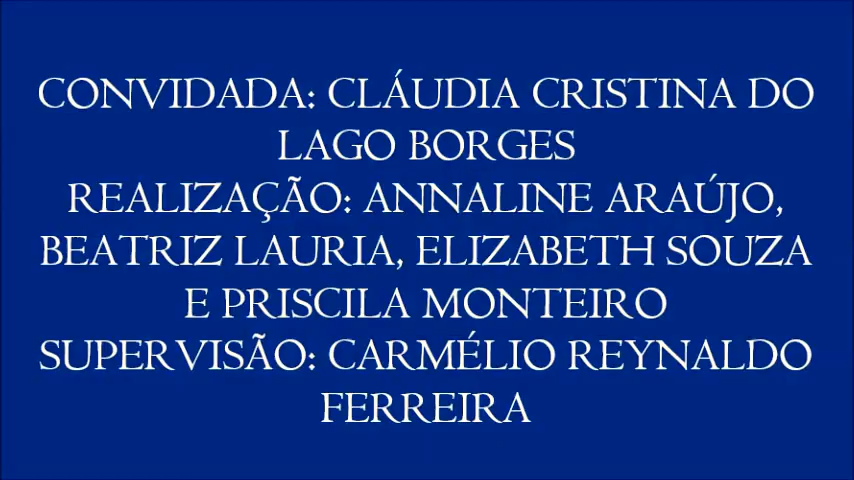 CONVIDADA: CLÁUDIA CRISTINA DO
LAGO BORGES
REALIZAÇÃO: ANNALINE ARAÚJO,
BEATRIZ LAURIA, ELIZABETH SOUZA
E PRISCILA MONTEIRO
SUPERVISÃO: CARMÉLIO REYNALDO
FERREIRA